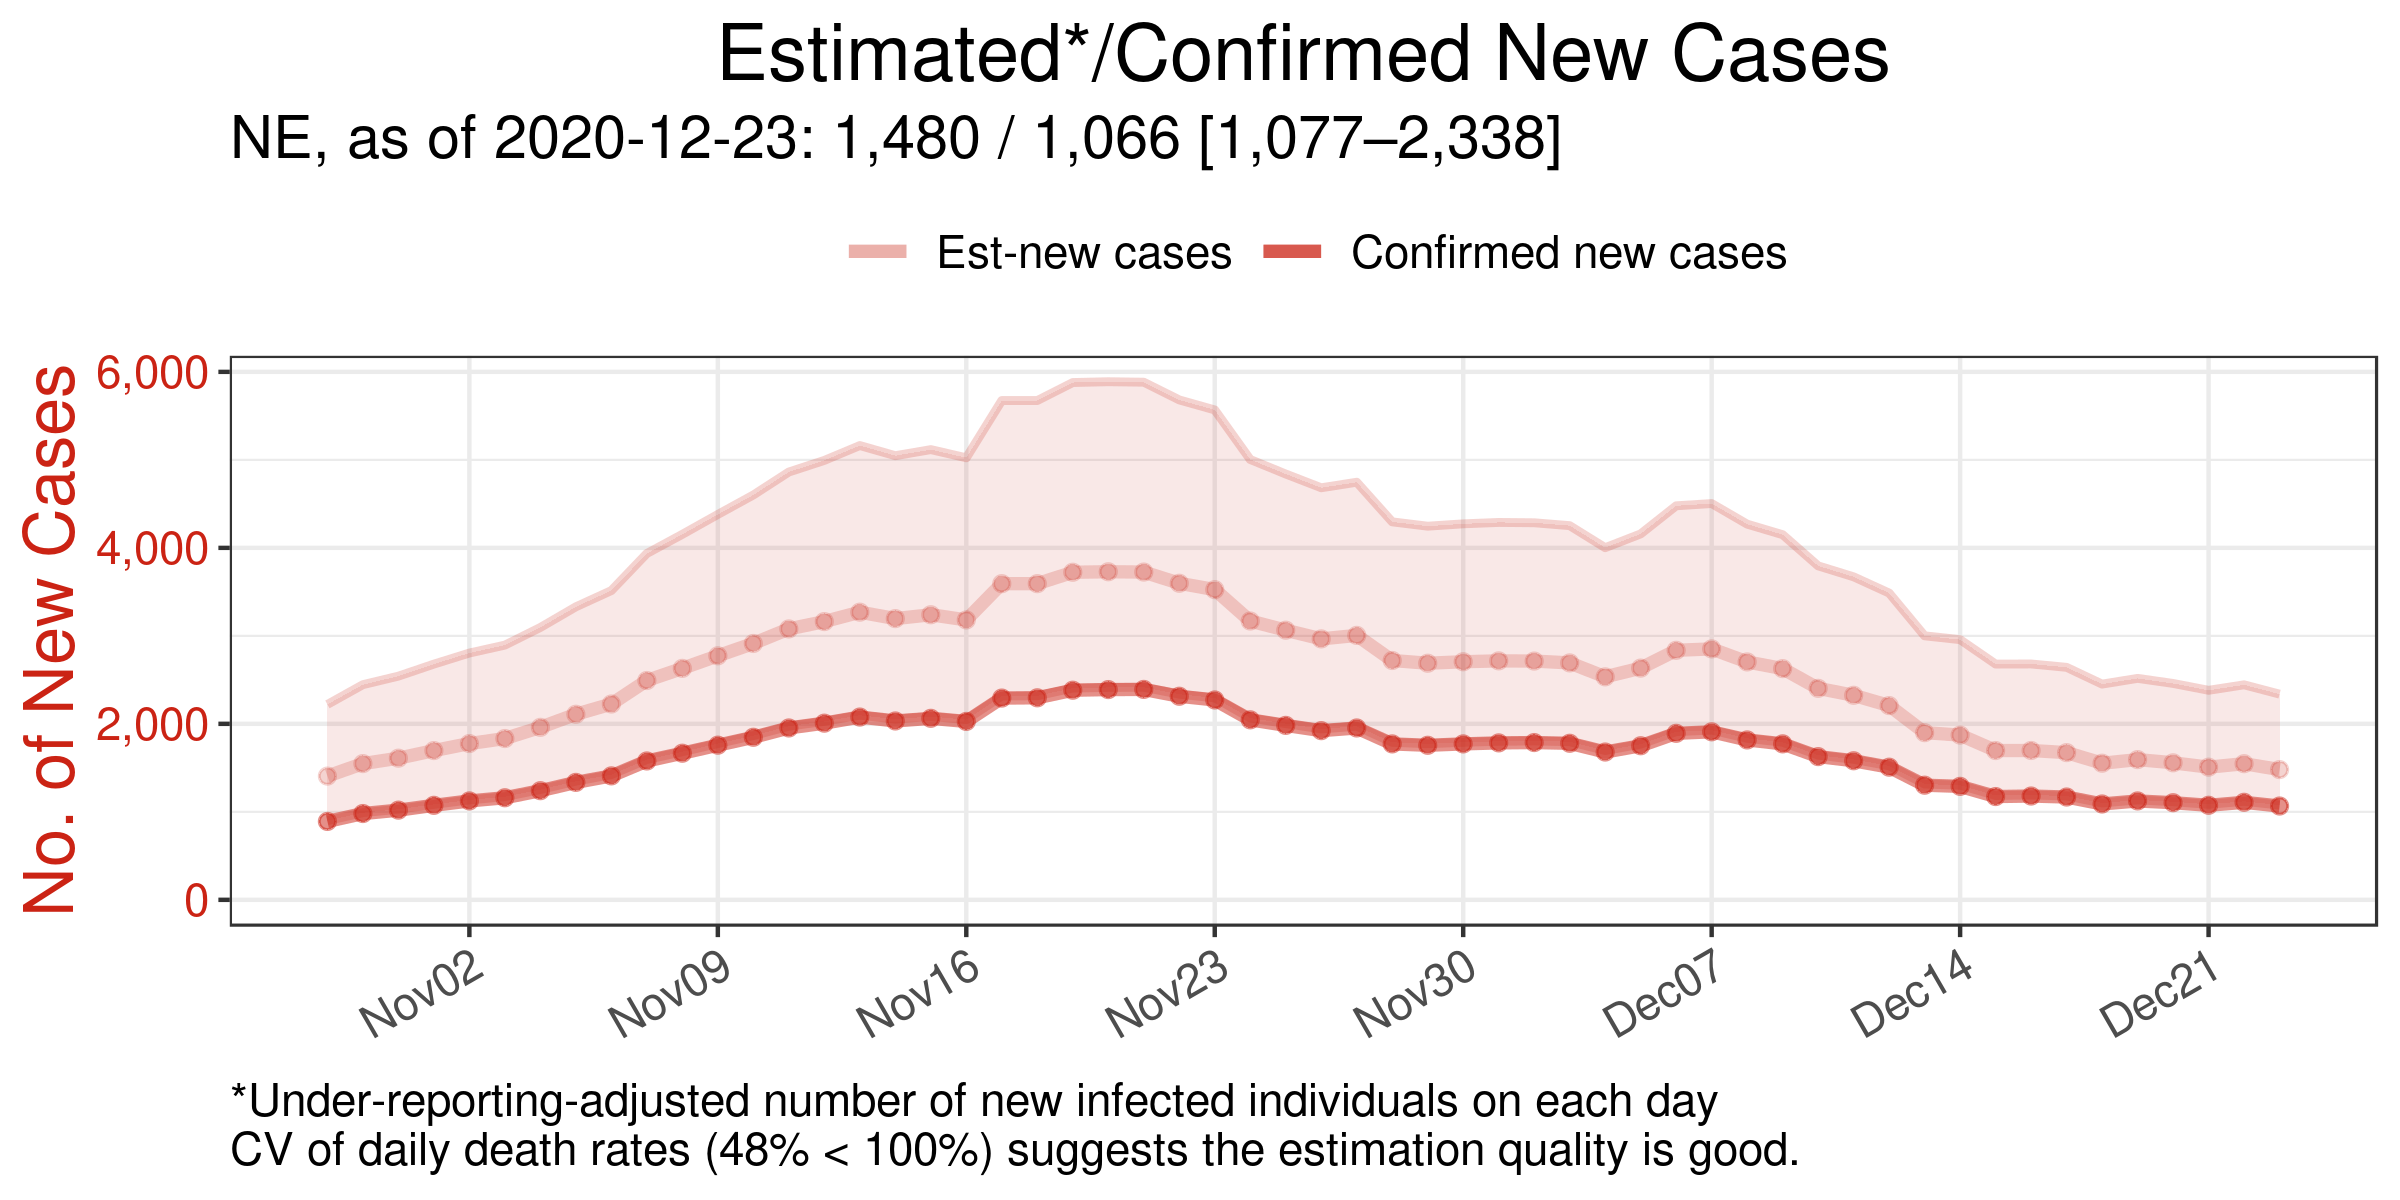 Estimated*/Confirmed New Cases
NE, as of 2020-12-23: 1,480 / 1,066 [1,077–2,338]
Est-new cases Confirmed new cases
No. of New Cases
6,000
4,000
2,000
0
Nov02 Nov09 Nov16 Nov23 Nov30 Dec07 Dec14 Dec21
*Under-reporting-adjusted number of new infected individuals on each day
CV of daily death rates (48% < 100%) suggests the estimation quality is good.